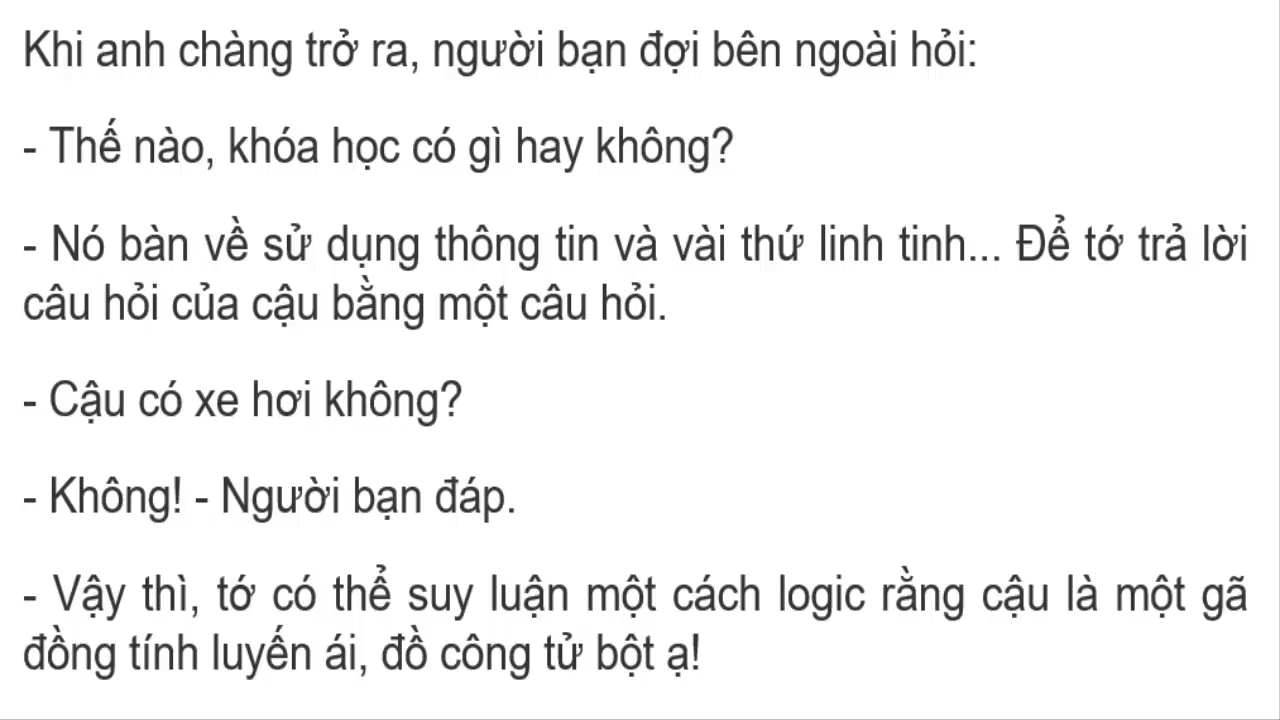 Khi anh chàng trở ra, người bạn đợi bên ngoài hỏi:
- Thế nào, khóa học có gì hay không?
- Nó bàn về sử dụng thông tin và vài thứ linh tinh... Để tớ trả lời
câu hỏi của cậu bằng một câu hỏi.
- Cậu có xe hơi không?
- Không! - Người bạn đáp.
- Vậy thì, tớ có thể suy luận một cách logic rằng cậu là một gã
đồng tính luyến ái, đồ công tử bột ạ!